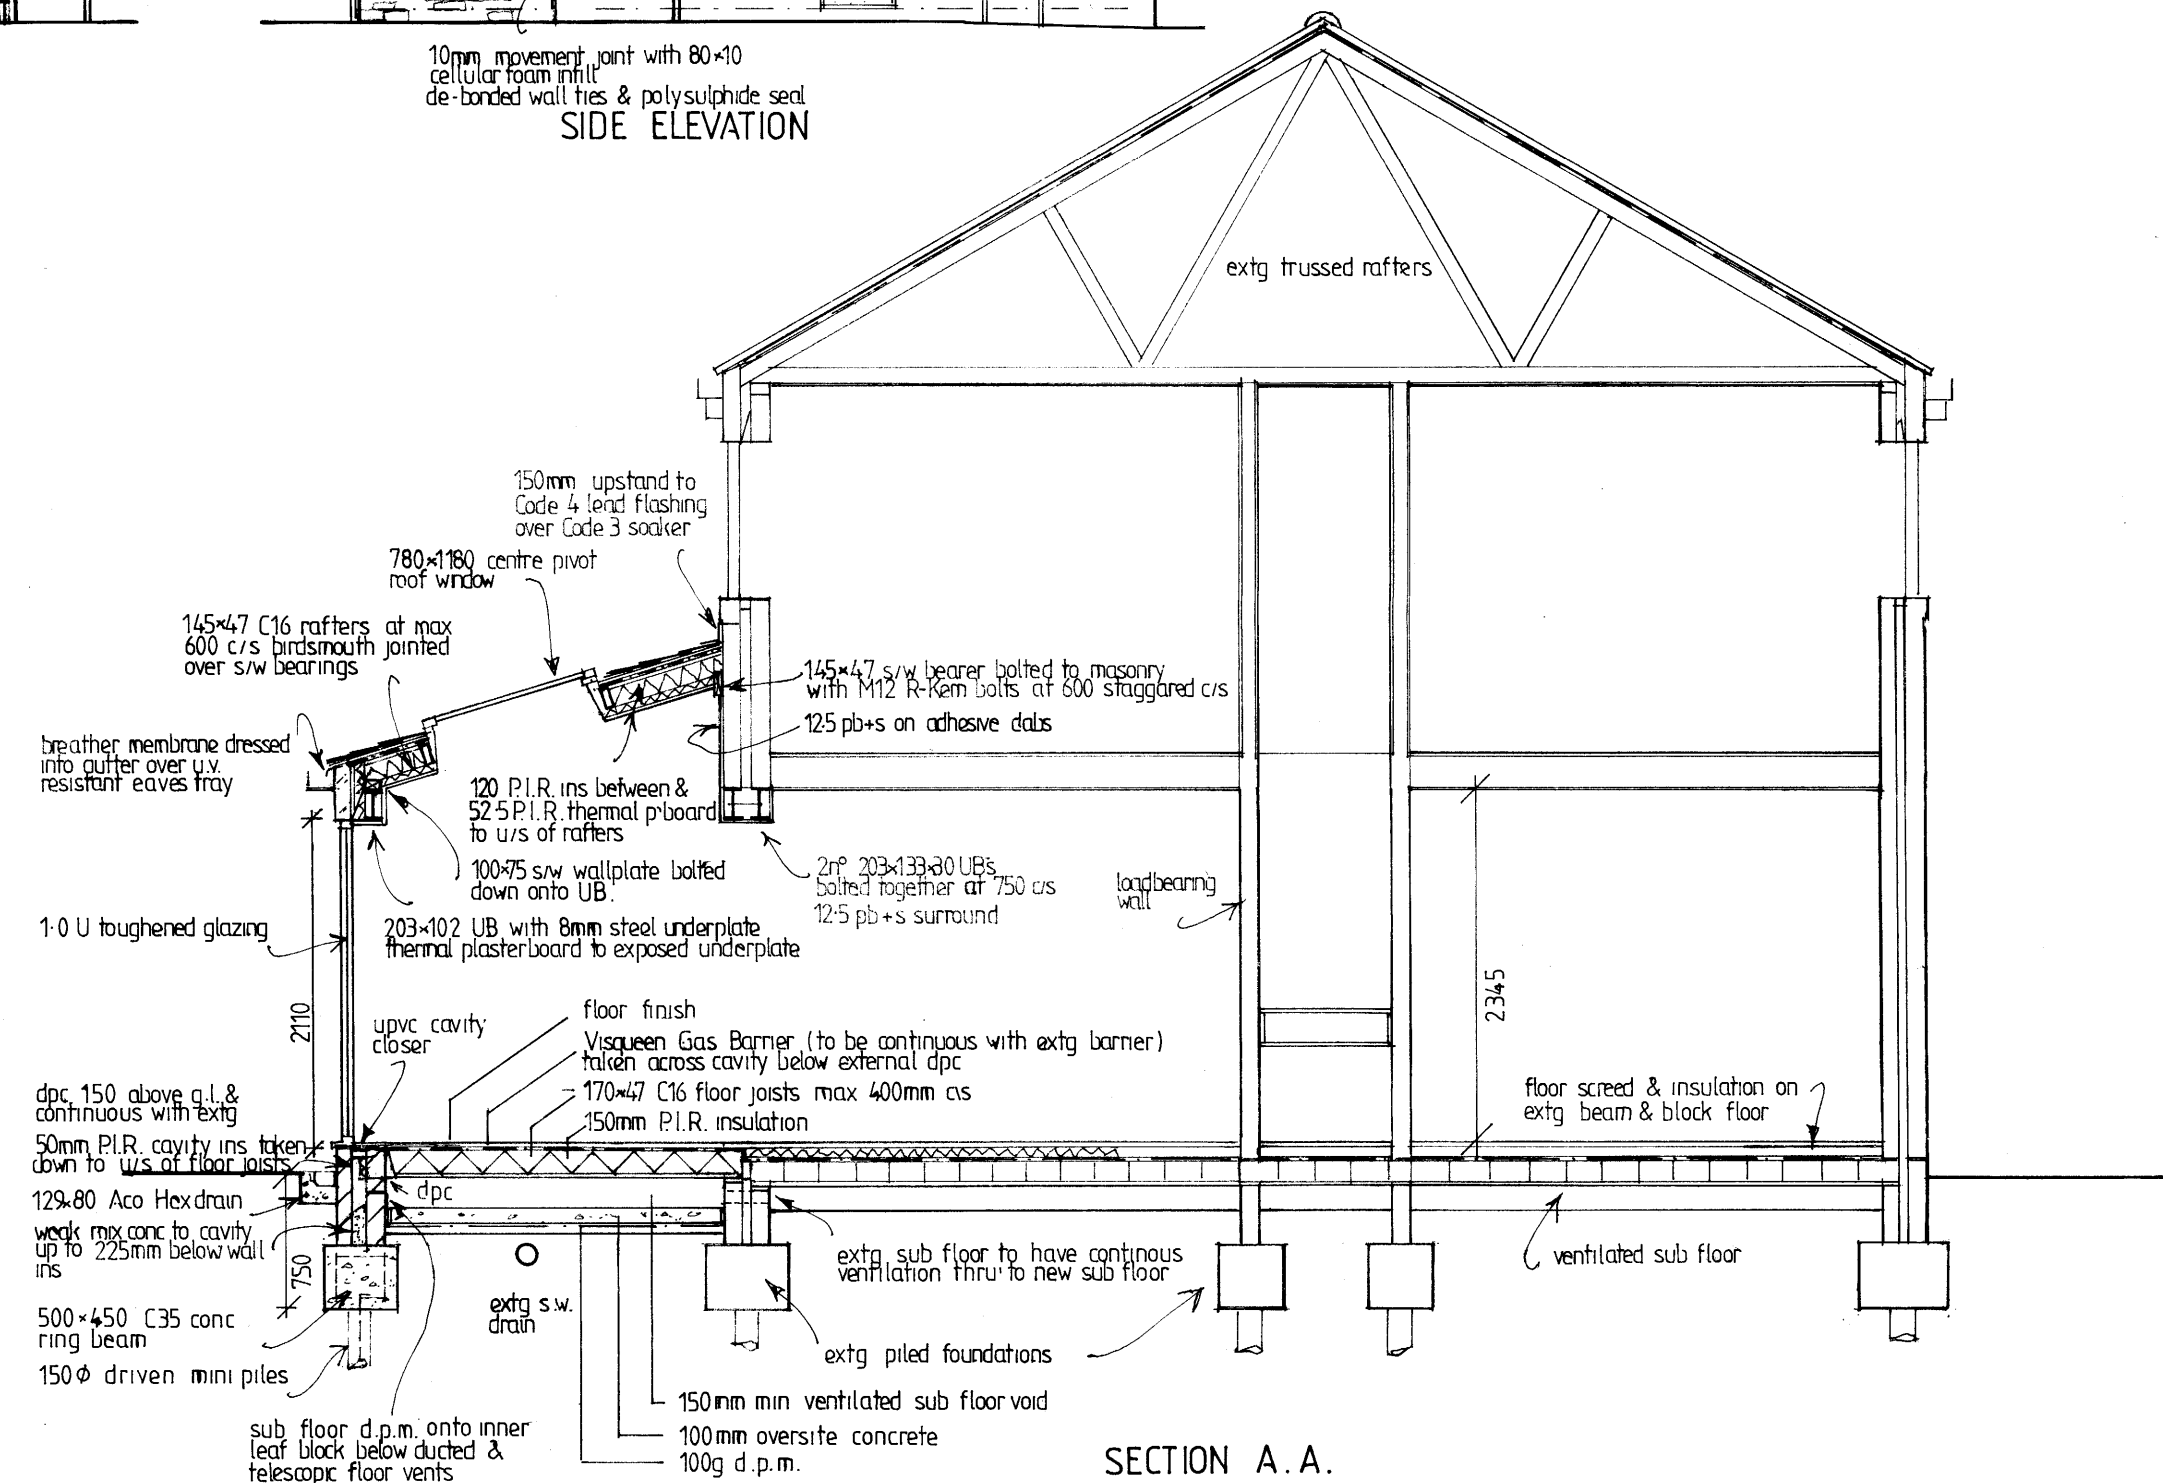 10mm movement joint with 80×10
cellular foam infill
de-bonded wall ties & polysulphide seal
SIDE ELEVATION
extg trussed rafters
150mm upstand to
Code 4 lead flashing
over Code 3 soaker
780×1180 centre pivot
roof wndow
145×47 C16 rafters at max
600 c/s birdsmouth jointed
over s/w bearings
145×47 s/w bearer bolted to masonry
with M12 R-Kem bolts at 600 staggared c/s
12·5 pb+s on adhesive dabs
breather membrane dressed
into gutter over u.v.
resistant eaves tray
120 P.I.R. ins between &
52·5 P.I.R. thermal p'board
to u/s of rafters
100×75 s/w wallplate bolted
down onto UB.
2nº 203×133×30 UBs
bolted together at 750 c/s
12·5 pb+s surround
loadbearing
wall
1·0 U toughened glazing
203×102 UB with 8mm steel underplate
thermal plasterboard to exposed underplate
2110
2345
upvc cavity
closer
floor finish
Visqueen Gas Barrier (to be continuous with extg barrier)
taken across cavity below external dpc
170×47 C16 floor joists max 400mm c\s
150mm P.I.R. insulation
floor screed & insulation on
extg beam & block floor
dpc 150 above g.l. &
continuous with extg
50mm P.I.R. cavity ins taken
down to u/s of floor joists
129×80 Aco Hexdrain
weak mix conc to cavity
up to 225mm below wall
ins
dpc
750
500×450 C35 conc
ring beam
150Φ driven mini piles
extg s.w.
drain
extg sub floor to have continous
ventilation thru' to new sub floor
ventilated sub floor
extg piled foundations
sub floor d.p.m. onto inner
leaf block below ducted &
telescopic floor vents
150mm min ventilated sub floor void
100mm oversite concrete
100g d.p.m.
SECTION A.A.